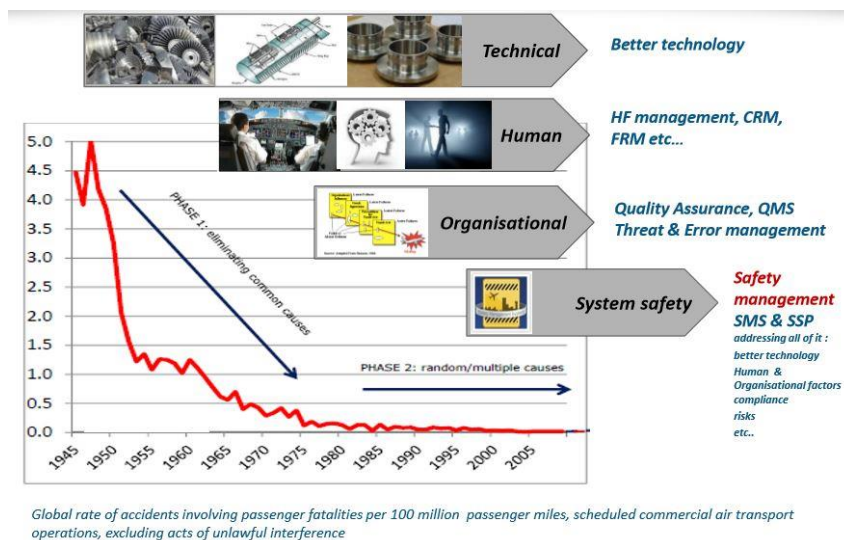 Technical
Better technology
Human
HF management, CRM,
FRM etc...
Organisational
Quality Assurance, QMS
Threat & Error management
System safety
Safety
management
SMS & SSP
addressing all of it :
better technology
Human &
Organisational factors
compliance
risks
etc..
5.0
4.5
4.0
3.5
3.0
2.5
2.0
1.5
1.0
0.5
0.0
PHASE 1: eliminating common causes
PHASE 2: random/multiple causes
1945
1950
1955
1960
1965
1970
1975
1980
1985
1990
1995
2000
2005
Global rate of accidents involving passenger fatalities per 100 million passenger miles, scheduled commercial air transport
operations, excluding acts of unlawful interference